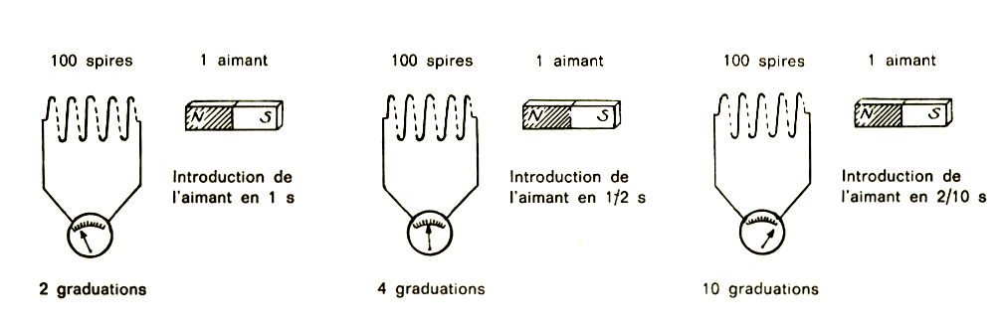 100 spires
1 aimant
N
S
Introduction de
l'aimant en 1 s
2 graduations
100 spires
1 aimant
N
S
Introduction de
l'aimant en 1/2 s
4 graduations
100 spires
1 aimant
N
S
Introduction de
l'aimant en 2/10 s
10 graduations